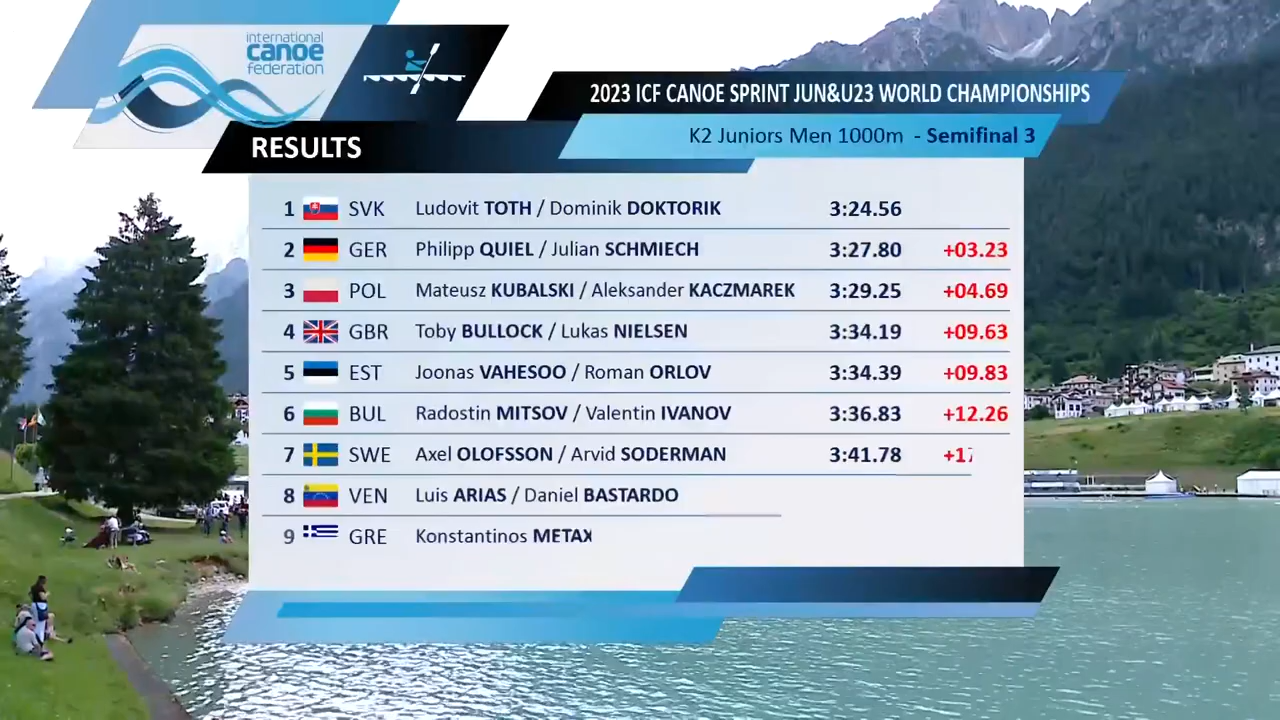 international
canoe
federation
2023 ICF CANOE SPRINT JUN&U23 WORLD CHAMPIONSHIPS
K2 Juniors Men 1000m - Semifinal 3
RESULTS
1 SVK Ludovit TOTH / Dominik DOKTORIK 3:24.56
2 GER Philipp QUIEL / Julian SCHMIECH 3:27.80 +03.23
3 POL Mateusz KUBALSKI / Aleksander KACZMAREK 3:29.25 +04.69
4 GBR Toby BULLOCK / Lukas NIELSEN 3:34.19 +09.63
5 EST Joonas VAHESOO / Roman ORLOV 3:34.39 +09.83
6 BUL Radostin MITSOV / Valentin IVANOV 3:36.83 +12.26
7 SWE Axel OLOFSSON / Arvid SODERMAN 3:41.78
8 VEN Luis ARIAS / Daniel BASTARDO
9 GRE Konstantinos